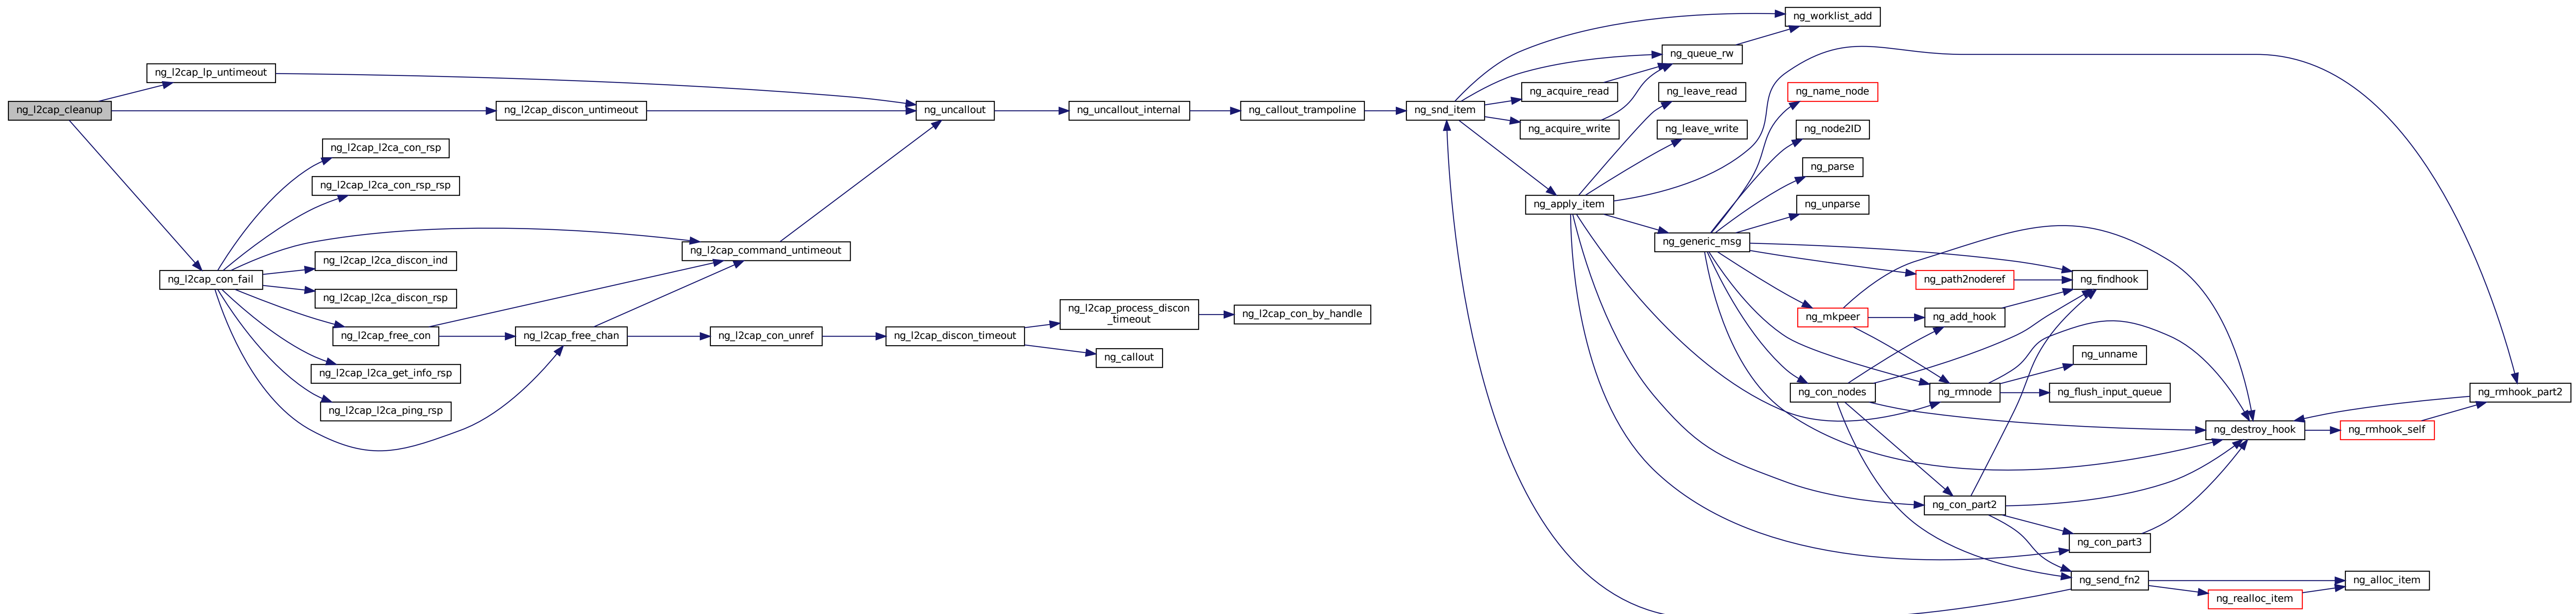 ng_l2cap_cleanup
ng_l2cap_lp_untimeout
ng_l2cap_discon_untimeout
ng_l2cap_con_fail
ng_l2cap_l2ca_con_rsp
ng_l2cap_l2ca_con_rsp_rsp
ng_l2cap_l2ca_discon_ind
ng_l2cap_l2ca_discon_rsp
ng_l2cap_free_con
ng_l2cap_l2ca_get_info_rsp
ng_l2cap_l2ca_ping_rsp
ng_l2cap_free_chan
ng_l2cap_command_untimeout
ng_l2cap_con_unref
ng_l2cap_discon_timeout
ng_l2cap_process_discon
_timeout
ng_callout
ng_l2cap_con_by_handle
ng_uncallout
ng_uncallout_internal
ng_callout_trampoline
ng_snd_item
ng_worklist_add
ng_queue_rw
ng_acquire_read
ng_acquire_write
ng_apply_item
ng_leave_read
ng_leave_write
ng_generic_msg
ng_name_node
ng_node2ID
ng_parse
ng_unparse
ng_path2noderef
ng_findhook
ng_mkpeer
ng_add_hook
ng_con_nodes
ng_rmnode
ng_unname
ng_flush_input_queue
ng_destroy_hook
ng_rmhook_self
ng_rmhook_part2
ng_con_part2
ng_con_part3
ng_send_fn2
ng_alloc_item
ng_realloc_item